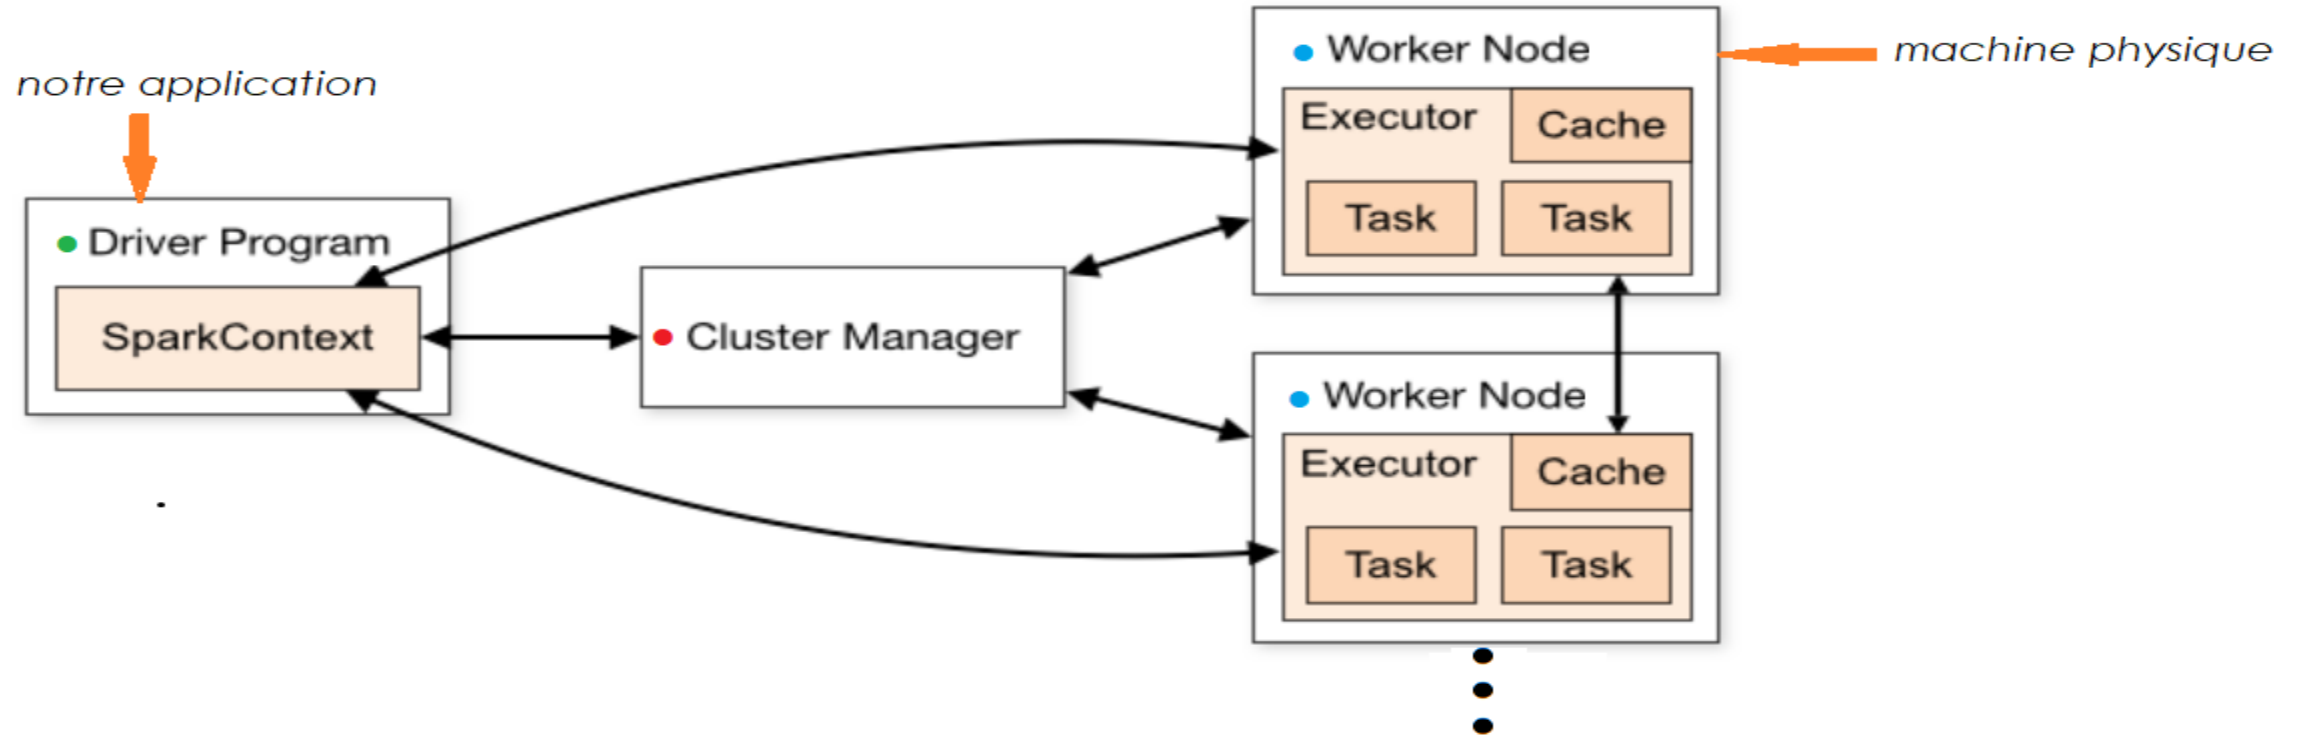 notre application
Driver Program
SparkContext
Cluster Manager
Worker Node
machine physique
Executor
Cache
Task
Task
Worker Node
Executor
Cache
Task
Task